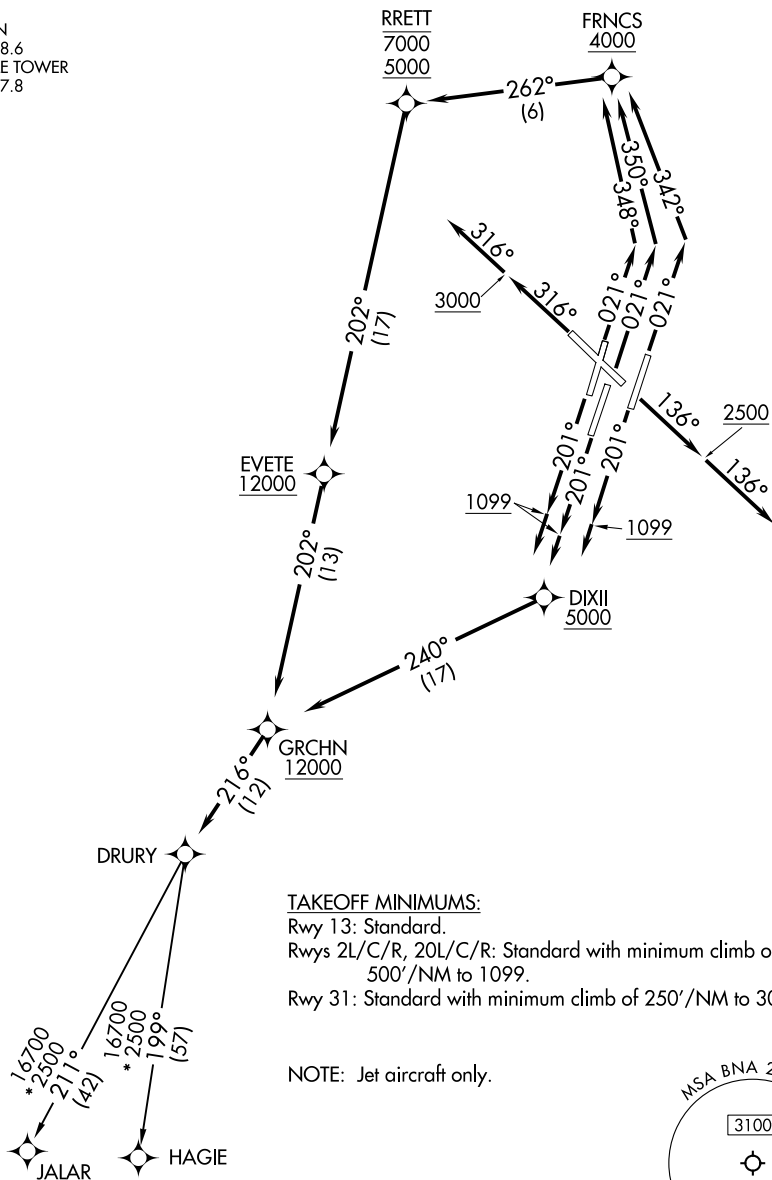 N
8.6
E TOWER
7.8
RRETT
7000
5000
FRNCS
4000
262°
(6)
348°
350°
342°
316°
3000
316°
021°
021°
021°
202°
(17)
136°
2500
136°
EVETE
12000
201°
201°
201°
1099
1099
202°
(13)
DIXII
5000
240°
(17)
GRCHN
12000
216°
(12)
DRURY
TAKEOFF MINIMUMS:
Rwy 13: Standard.
Rwys 2L/C/R, 20L/C/R: Standard with minimum climb o
500'/NM to 1099.
Rwy 31: Standard with minimum climb of 250'/NM to 30
NOTE: Jet aircraft only.
16700
*2500
211°
(42)
16700
*2500
199°
(57)
JALAR
HAGIE
MSA BNA 2
3100